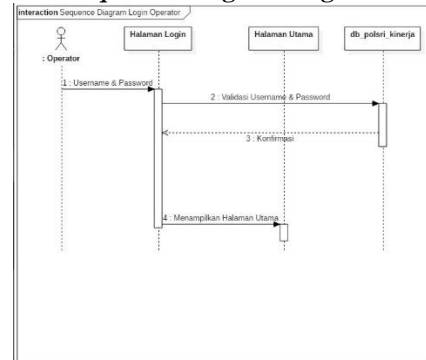 interaction Sequence Diagram Login Operator
: Operator
Halaman Login
Halaman Utama
db_polsri_kinerja
1 : Username & Password
2 : Validasi Username & Password
3 : Konfirmasi
4 : Menampilkan Halaman Utama